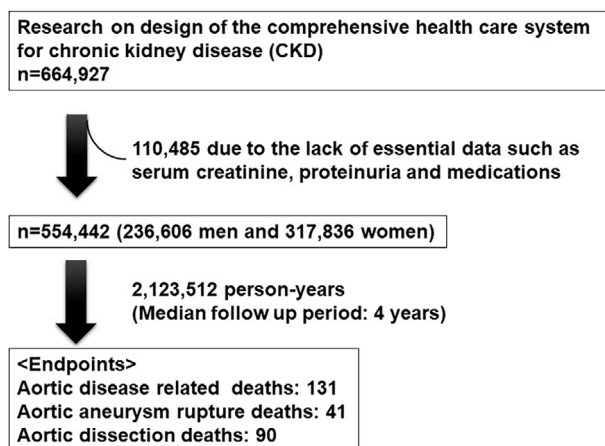 Research on design of the comprehensive health care system
for chronic kidney disease (CKD)
n=664,927
110,485 due to the lack of essential data such as
serum creatinine, proteinuria and medications
n=554,442 (236,606 men and 317,836 women)
2,123,512 person-years
(Median follow up period: 4 years)
<Endpoints>
Aortic disease related deaths: 131
Aortic aneurysm rupture deaths: 41
Aortic dissection deaths: 90